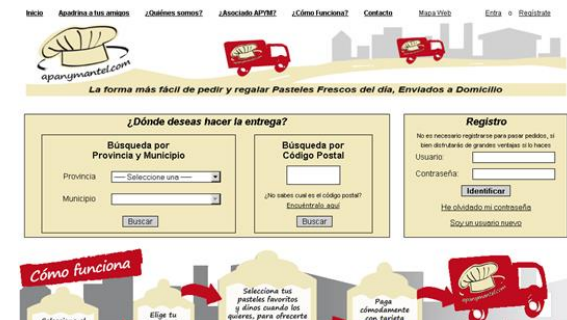 Inicio Apadrina a tus amigos ¿Quiénes somos? ¿Asociado APYM? ¿Cómo Funciona? Contacto Mapa Web Entra o Regístrate
apanymantel.com
La forma más fácil de pedir y regalar Pasteles Frescos del día, Enviados a Domicilio
¿Dónde deseas hacer la entrega?
Búsqueda por
Provincia y Municipio
Provincia
---- Seleccione una ----
Municipio
Buscar
Búsqueda por
Código Postal
¿No sabes cual es el código postal?
Encuéntralo aquí
Buscar
Registro
No es necesario registrarse para pasar pedidos, si
bien disfrutarás de grandes ventajas si lo haces
Usuario:
Contraseña:
Identificar
He olvidado mi contraseña
Soy un usuario nuevo
Cómo funciona
Elige tu
Selecciona tus
pasteles favoritos
y dinos cuando los
quieres, para ofrecerte
Paga
cómodamente
con tarjeta
apanymantel.com